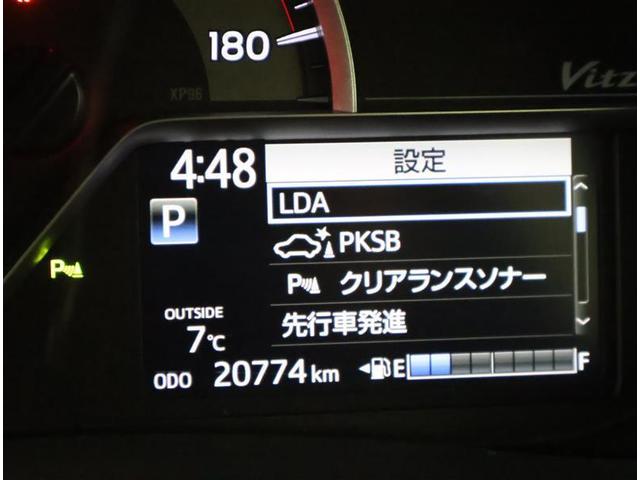 180
XP96
Vitz
4:48
設定
P
LDA
PKSB
P クリアランスソナー
P
先行車発進
OUTSIDE
7℃
ODO 20774 km
E F